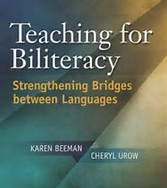 Teaching for
Biliteracy
Strengthening Bridges
between Languages
KAREN BEEMAN
CHERYL UROW